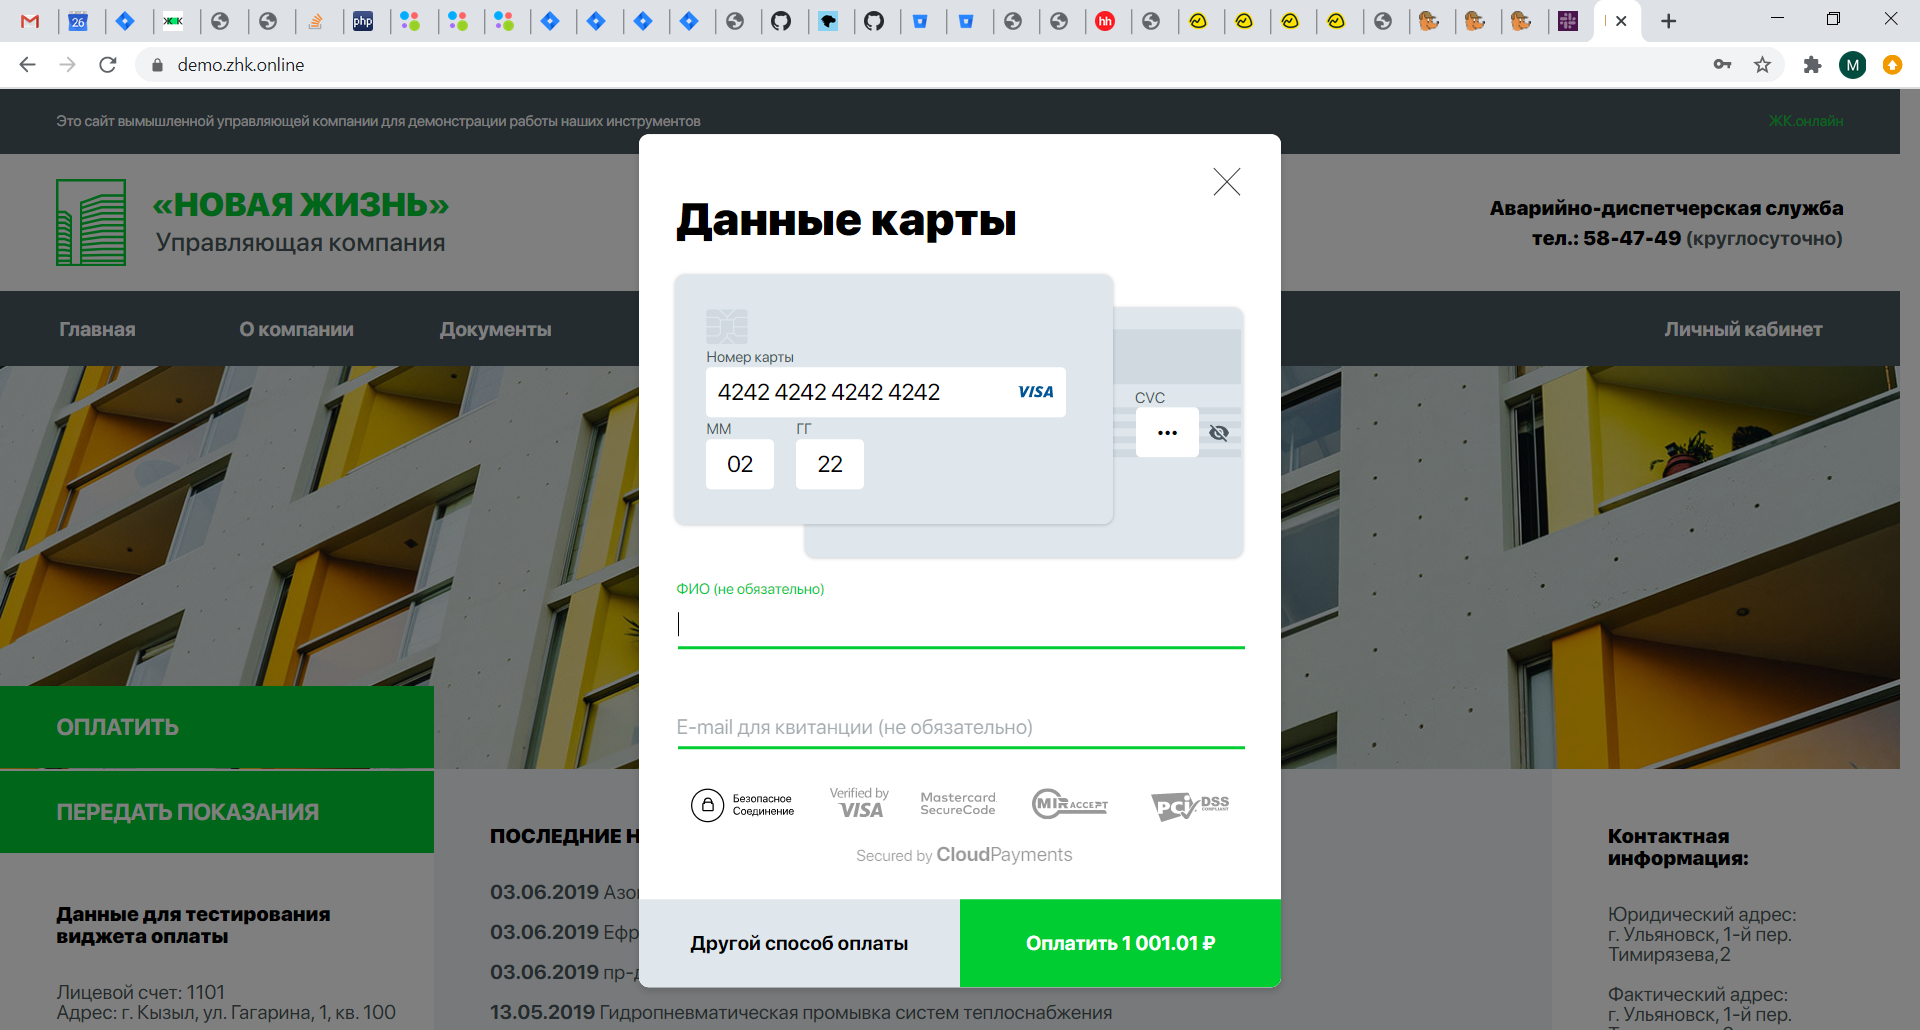 26
php
hh
demo.zhk.online
M
Это сайт вымышленной управляющей компании для демонстрации работы наших инструментов
ЖК.онлайн
«НОВАЯ ЖИЗНЬ»
Управляющая компания
Аварийно-диспетчерская служба
тел.: 58-47-49 (круглосуточно)
Главная
О компании
Документы
Личный кабинет
Данные карты
Номер карты
4242 4242 4242 4242
VISA
ММ
ГГ
02
22
CVC
ФИО (не обязательно)
E-mail для квитанции (не обязательно)
Безопасное
Соединение
Verified by
VISA
Mastercard
SecureCode
MIR ACCEPT
PCI DSS
COMPLIANT
Secured by CloudPayments
Другой способ оплаты
Оплатить 1 001.01 ₽
ОПЛАТИТЬ
ПЕРЕДАТЬ ПОКАЗАНИЯ
Данные для тестирования
виджета оплаты
Лицевой счет: 1101
Адрес: г. Кызыл, ул. Гагарина, 1, кв. 100
ПОСЛЕДНИЕ Н
03.06.2019 Азо
03.06.2019 Ефр
03.06.2019 пр-д
13.05.2019 Гидропневматическая промывка систем теплоснабжения
Контактная
информация:
Юридический адрес:
г. Ульяновск, 1-й пер.
Тимирязева,2
Фактический адрес:
г. Ульяновск, 1-й пер.